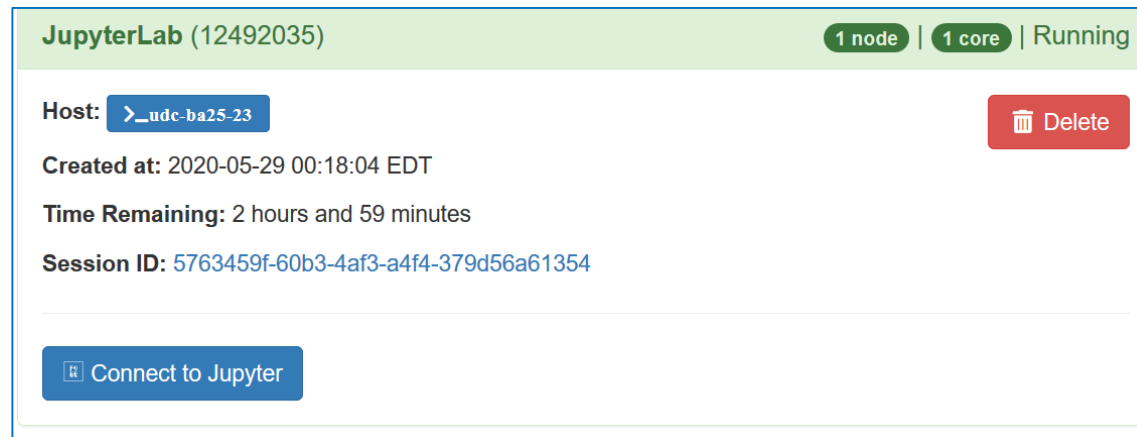 JupyterLab (12492035) 1 node | 1 core | Running
Host: >_udc-ba25-23 Delete
Created at: 2020-05-29 00:18:04 EDT
Time Remaining: 2 hours and 59 minutes
Session ID: 5763459f-60b3-4af3-a4f4-379d56a61354
Connect to Jupyter